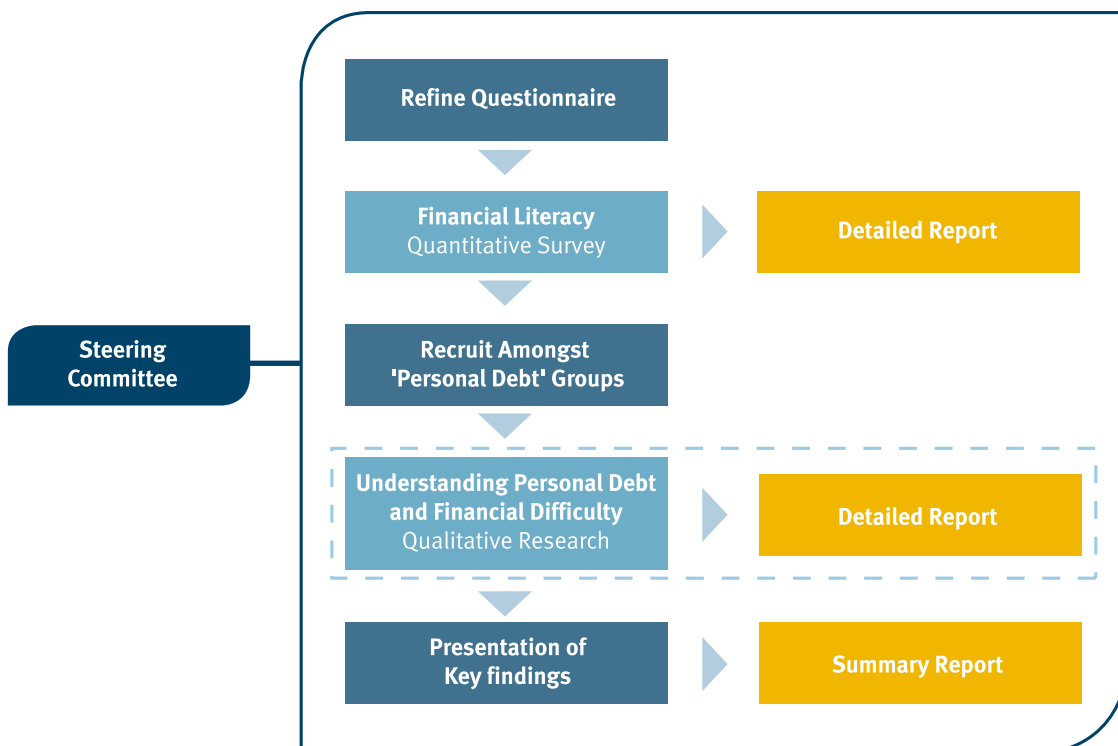 Refine Questionnaire
Financial Literacy
Quantitative Survey
Detailed Report
Steering
Committee
Recruit Amongst
'Personal Debt' Groups
Understanding Personal Debt
and Financial Difficulty
Qualitative Research
Detailed Report
Presentation of
Key findings
Summary Report